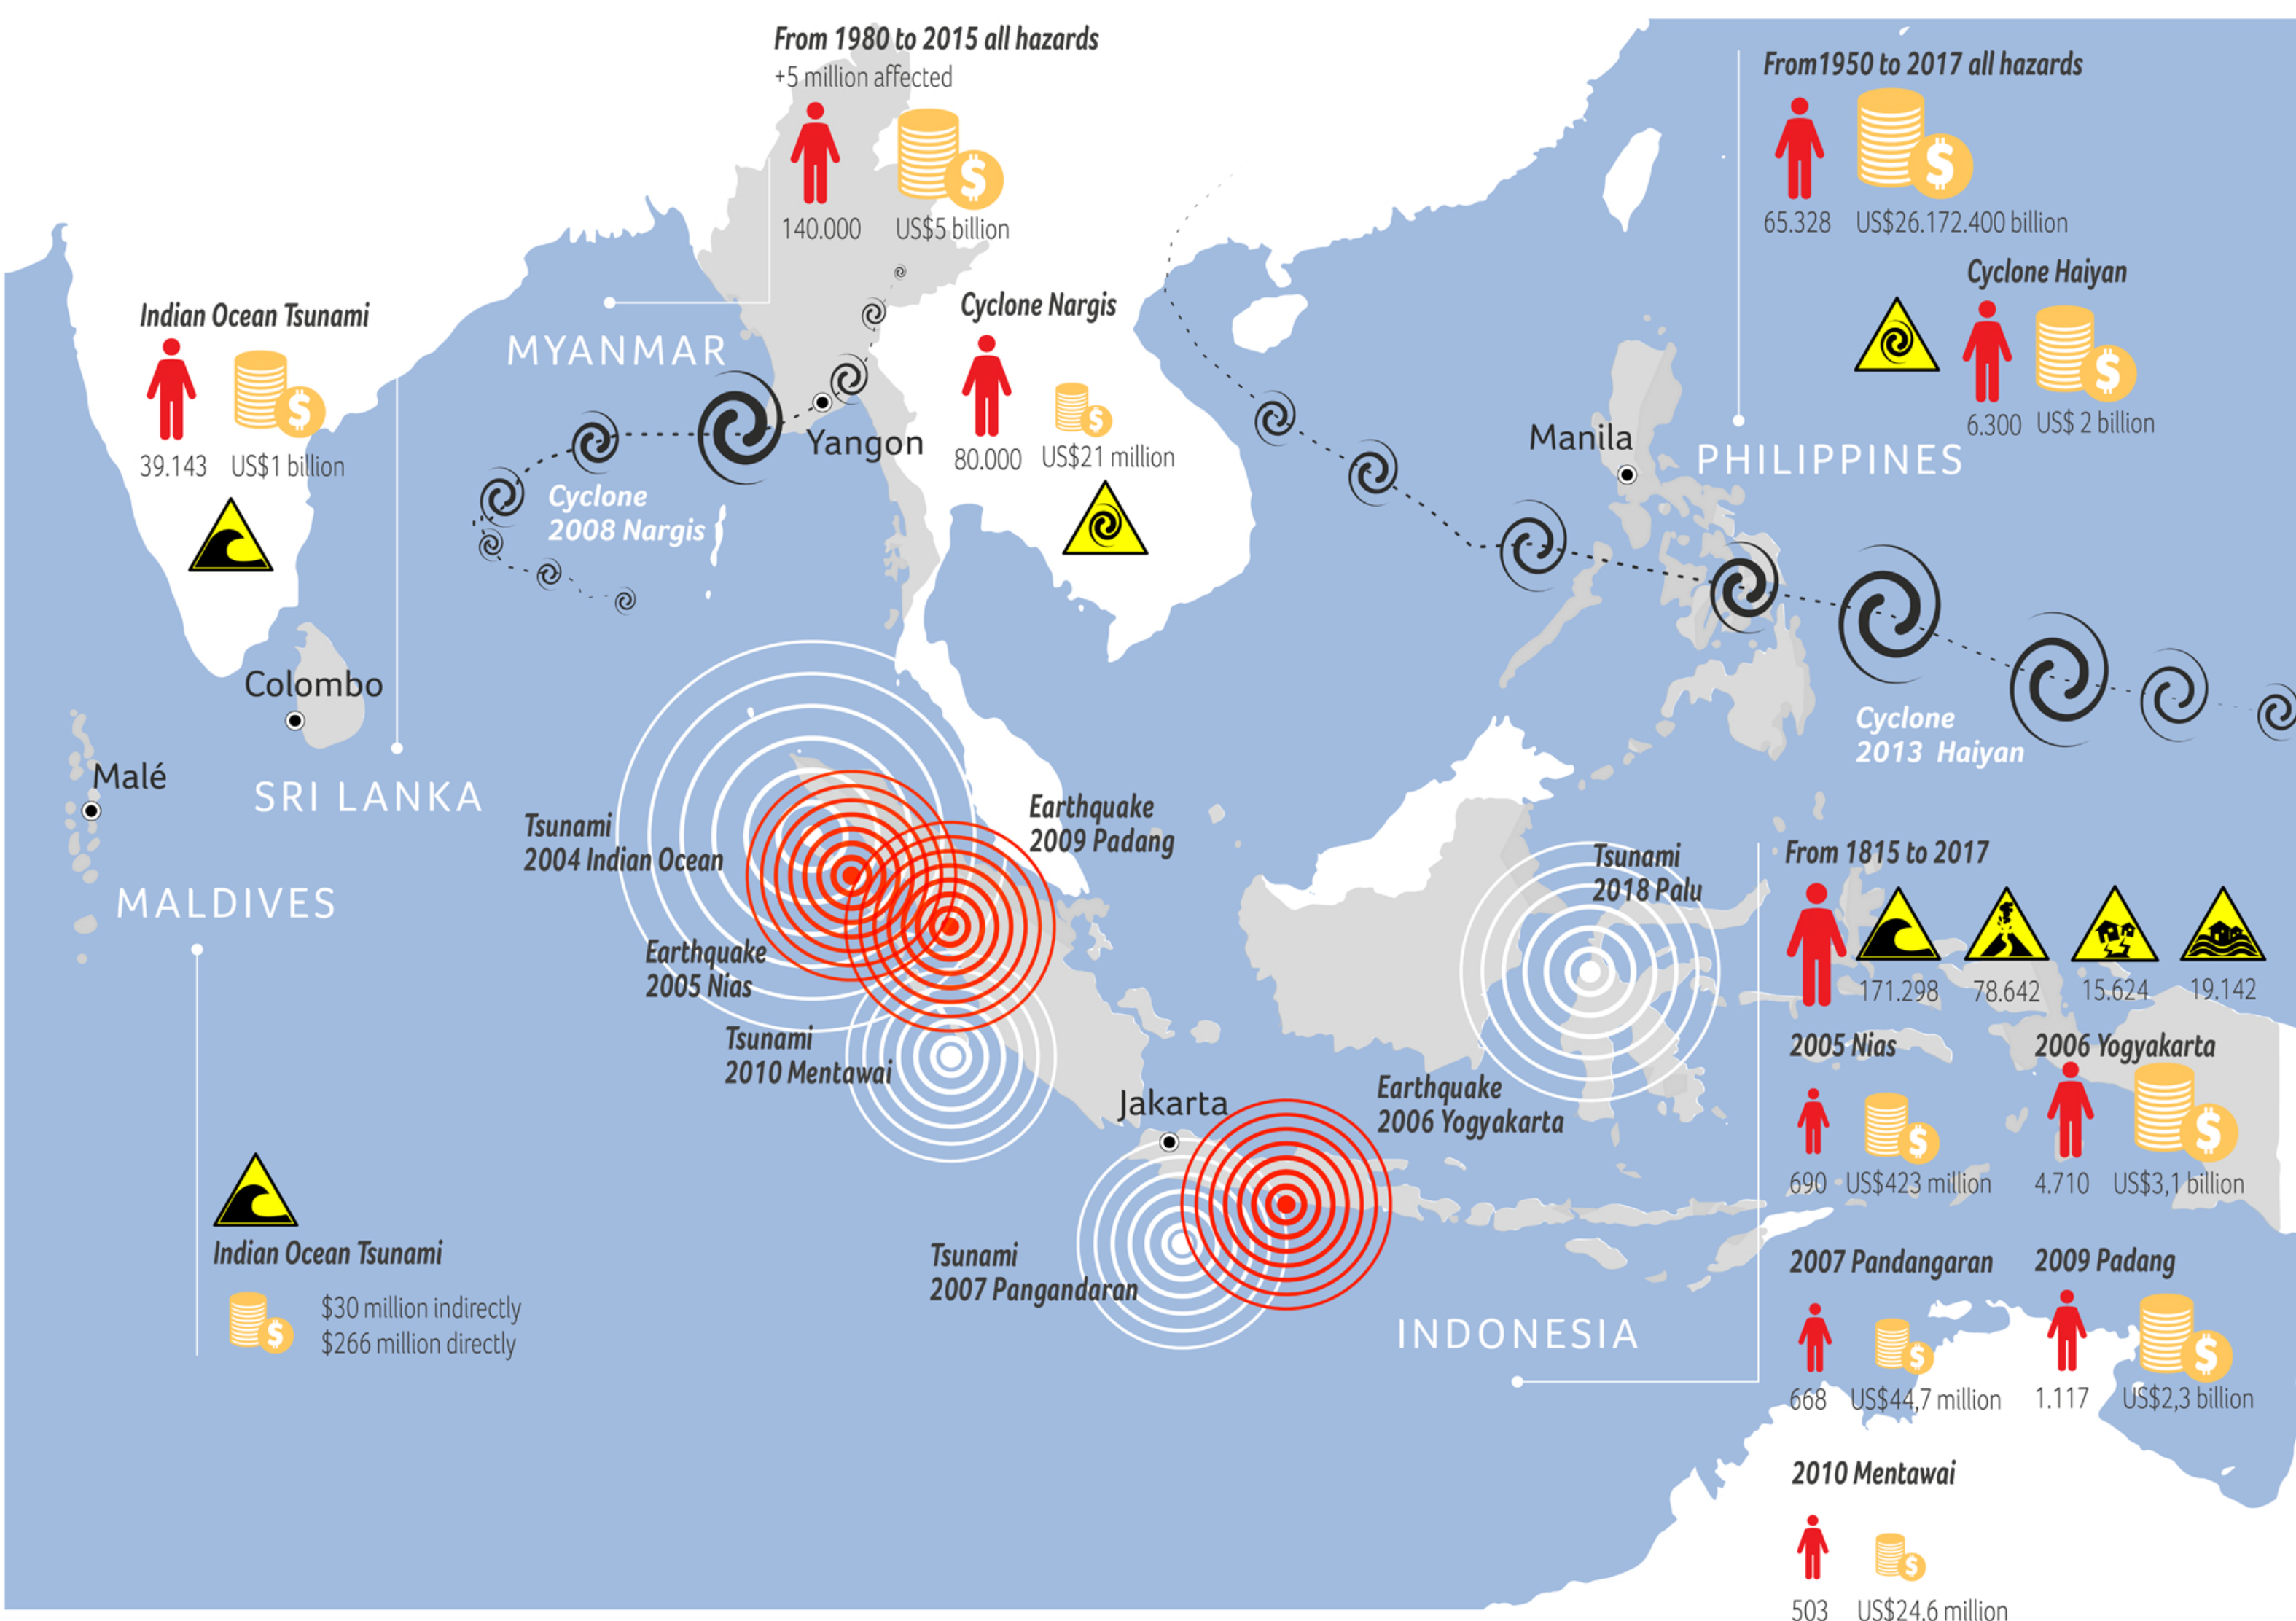 From 1980 to 2015 all hazards
+5 million affected
140.000
US$5 billion
From1950 to 2017 all hazards
65.328
US$26.172.400 billion
Cyclone Haiyan
6.300
US$ 2 billion
Indian Ocean Tsunami
39.143
US$1 billion
MYANMAR
Cyclone Nargis
80.000
US$21 million
Yangon
Cyclone
2008 Nargis
Manila
PHILIPPINES
Colombo
SRI LANKA
Malé
MALDIVES
Cyclone
2013 Haiyan
Tsunami
2004 Indian Ocean
Earthquake
2009 Padang
Earthquake
2005 Nias
Tsunami
2010 Mentawai
Tsunami
2018 Palu
Jakarta
Earthquake
2006 Yogyakarta
Tsunami
2007 Pangandaran
INDONESIA
Indian Ocean Tsunami
$30 million indirectly
$266 million directly
From 1815 to 2017
171.298
78.642
15.624
19.142
2005 Nias
690
US$423 million
2006 Yogyakarta
4.710
US$3,1 billion
2007 Pandangaran
668
US$44,7 million
2009 Padang
1.117
US$2,3 billion
2010 Mentawai
503
US$24.6 million